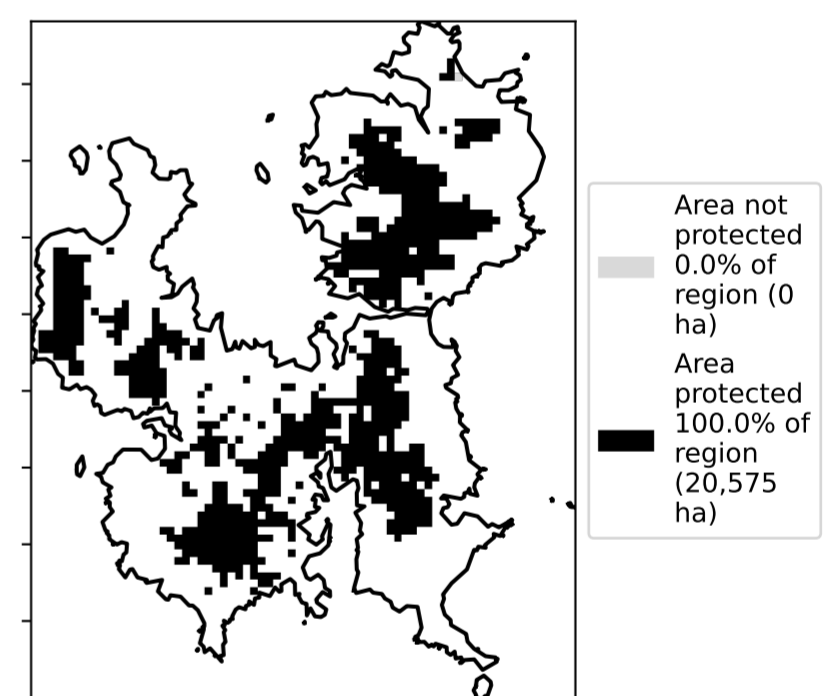 Area not
protected
0.0% of
region (0
ha)
Area
protected
100.0% of
region
(20,575
ha)